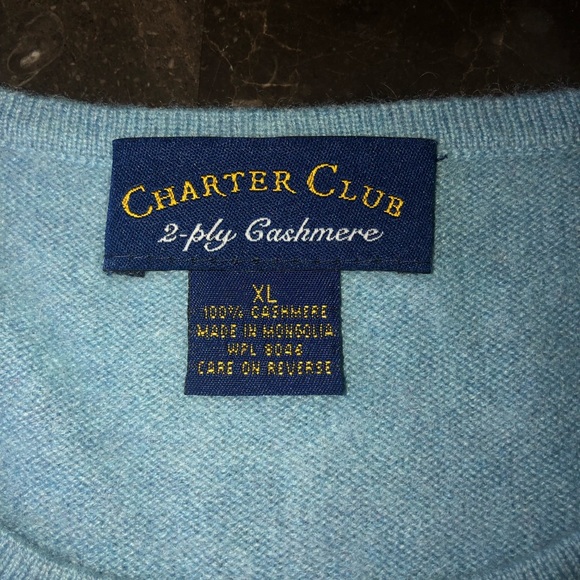 CHARTER CLUB
2-ply Cashmere
XL
100% CASHMERE
MADE IN MONGOLIA
WPL 8046
CARE ON REVERSE